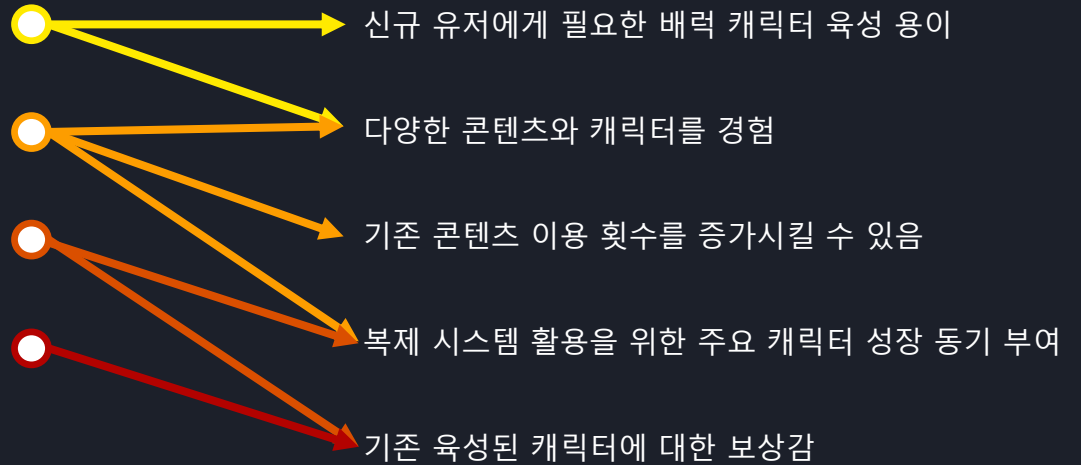 신규 유저에게 필요한 배럭 캐릭터 육성 용이
다양한 콘텐츠와 캐릭터를 경험
기존 콘텐츠 이용 횟수를 증가시킬 수 있음
복제 시스템 활용을 위한 주요 캐릭터 성장 동기 부여
기존 육성된 캐릭터에 대한 보상감